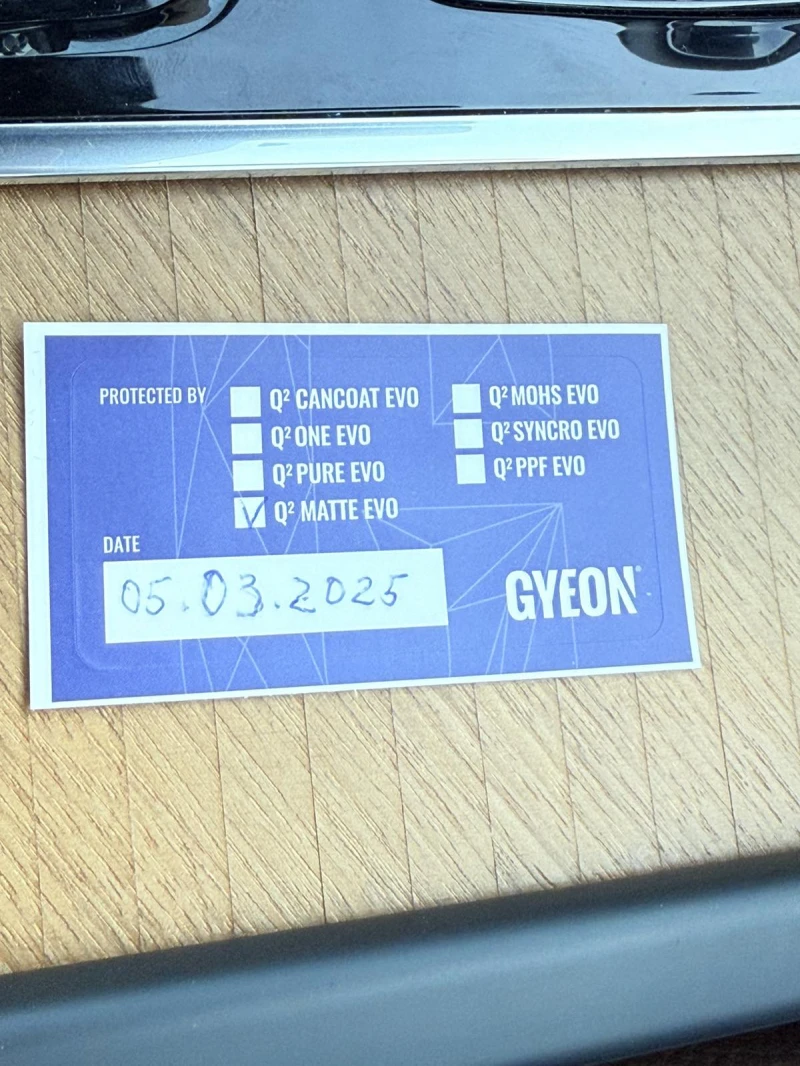 PROTECTED BY
Q² CANCOAT EVO
Q² ONE EVO
Q² PURE EVO
Q² MATTE EVO
Q² MOHS EVO
Q² SYNCRO EVO
Q² PPF EVO
DATE
05.03.2025
GYEON®